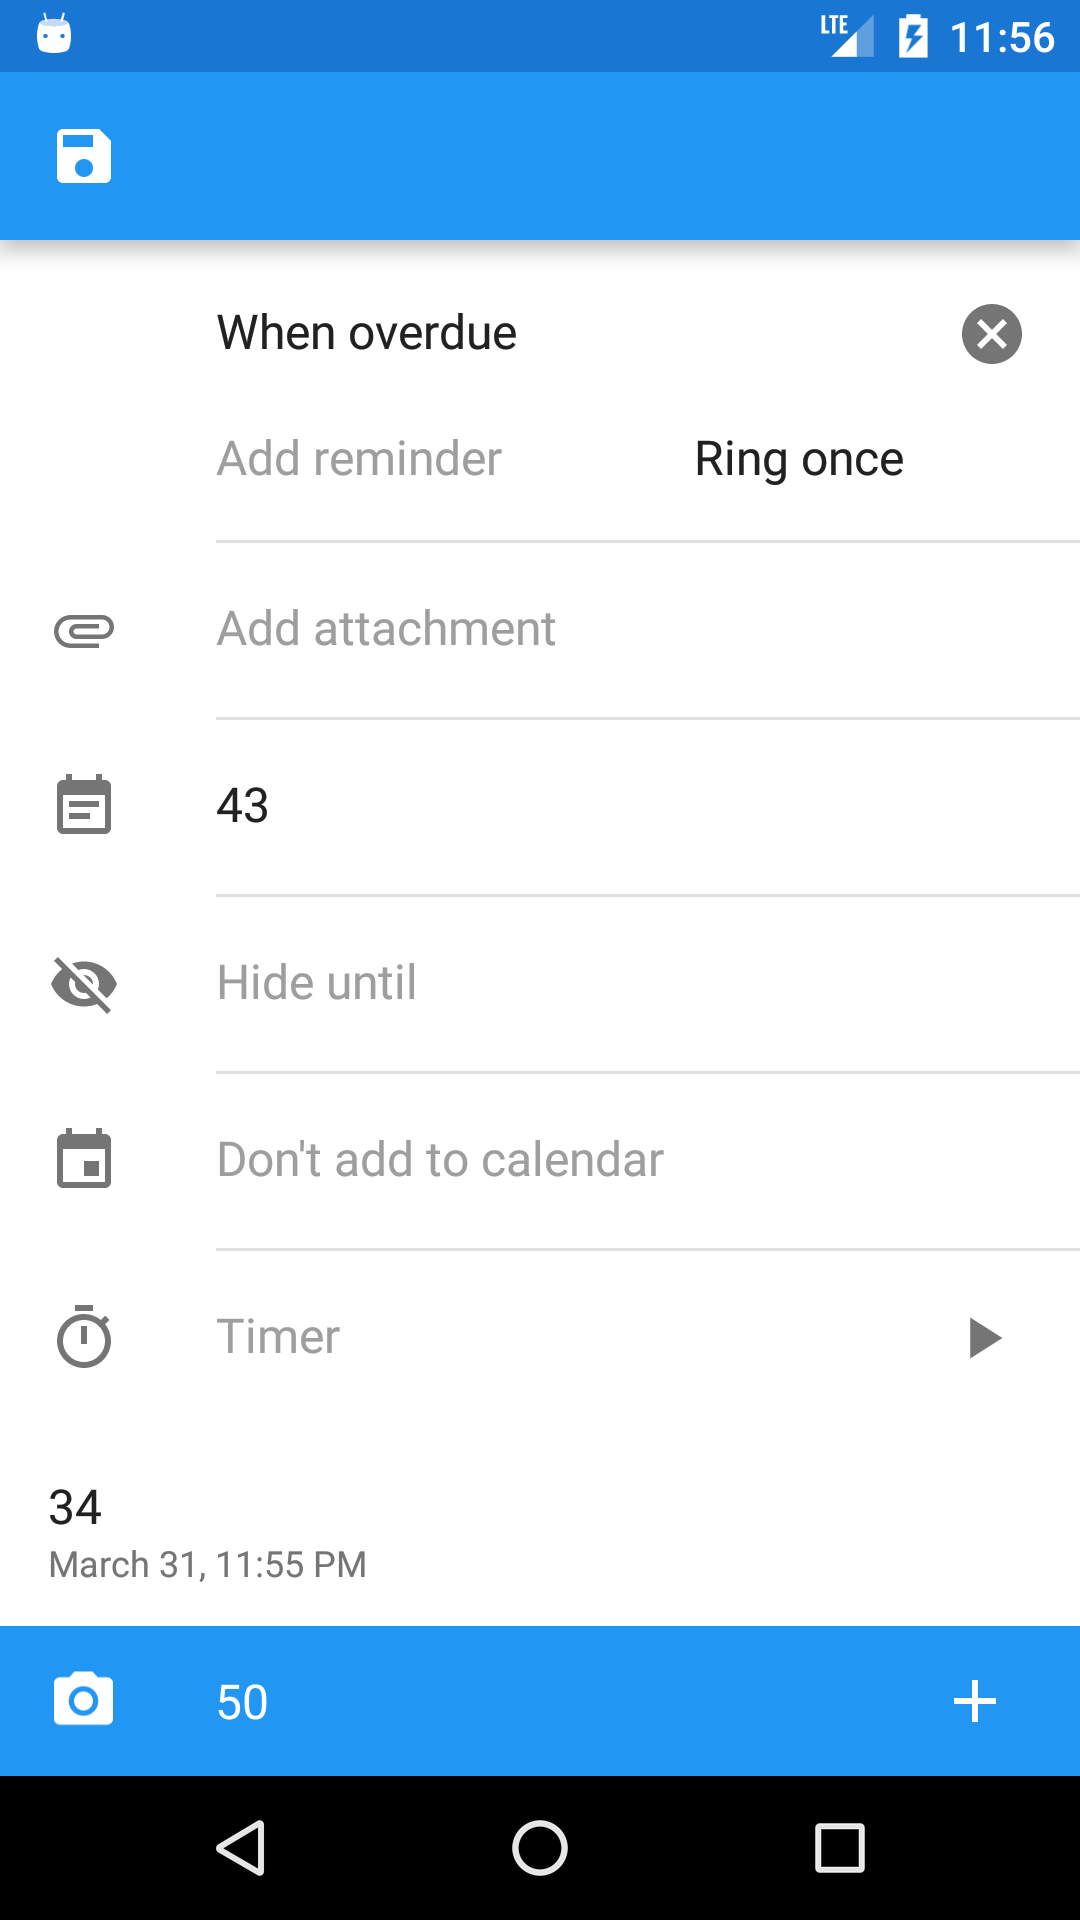 LTE 11:56
When overdue
Add reminder Ring once
Add attachment
43
Hide until
Don't add to calendar
Timer
34
March 31, 11:55 PM
50